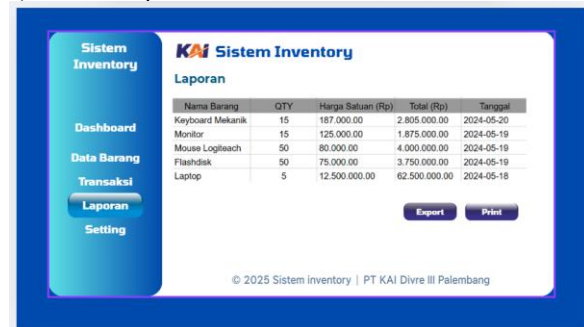 Sistem
Inventory
Dashboard
Data Barang
Transaksi
Laporan
Setting
KAI Sistem Inventory
Laporan
Nama Barang QTY Harga Satuan (Rp) Total (Rp) Tanggal
Keyboard Mekanik 15 187.000.00 2.805.000.00 2024-05-20
Monitor 15 125.000.00 1.875.000.00 2024-05-19
Mouse Logiteach 50 80.000.00 4.000.000.00 2024-05-19
Flashdisk 50 75.000.00 3.750.000.00 2024-05-19
Laptop 5 12.500.000.00 62.500.000.00 2024-05-18
Export Print
© 2025 Sistem inventory | PT KAI Divre III Palembang